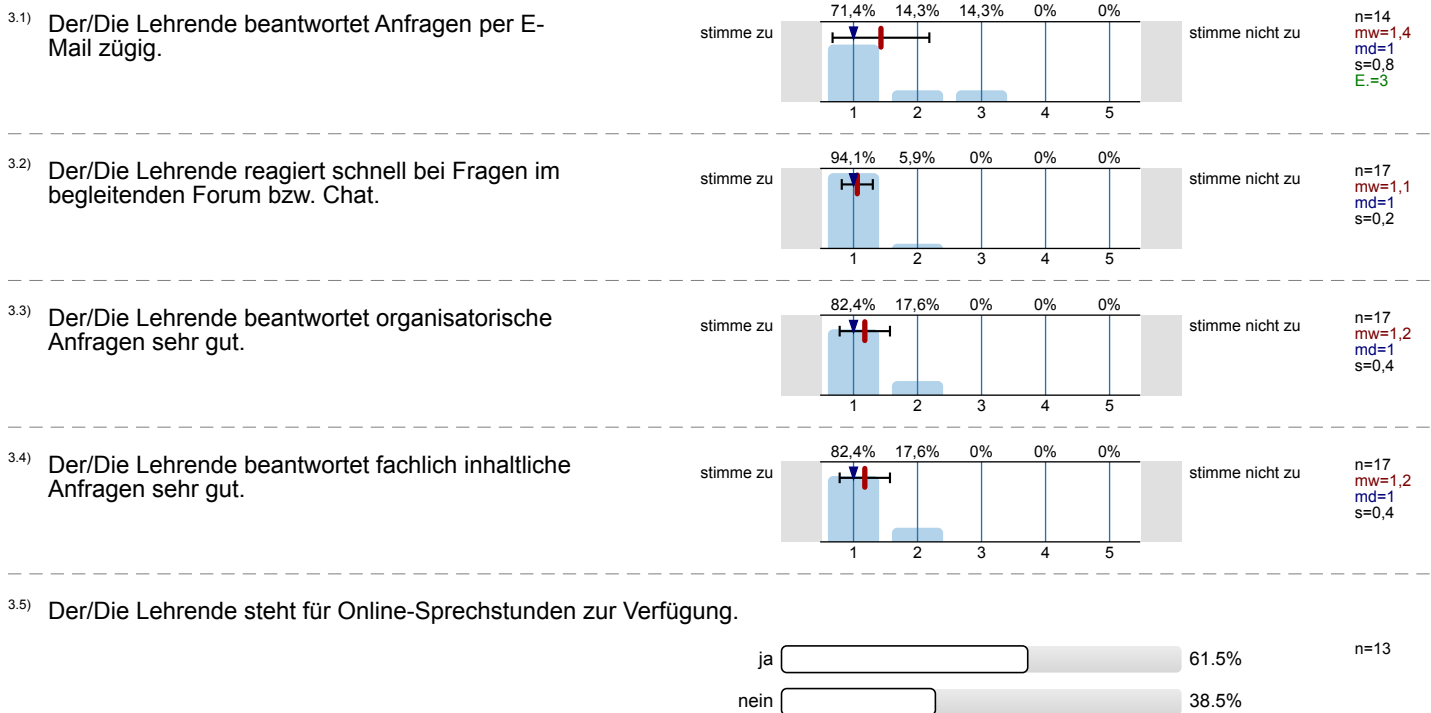 3.1) Der/Die Lehrende beantwortet Anfragen per E-
Mail zügig.
71,4% 14,3% 14,3% 0% 0%
stimme zu
stimme nicht zu
1 2 3 4 5
n=14
mw=1,4
md=1
s=0,8
E.=3
3.2) Der/Die Lehrende reagiert schnell bei Fragen im
begleitenden Forum bzw. Chat.
94,1% 5,9% 0% 0% 0%
stimme zu
stimme nicht zu
1 2 3 4 5
n=17
mw=1,1
md=1
s=0,2
3.3) Der/Die Lehrende beantwortet organisatorische
Anfragen sehr gut.
82,4% 17,6% 0% 0% 0%
stimme zu
stimme nicht zu
1 2 3 4 5
n=17
mw=1,2
md=1
s=0,4
3.4) Der/Die Lehrende beantwortet fachlich inhaltliche
Anfragen sehr gut.
82,4% 17,6% 0% 0% 0%
stimme zu
stimme nicht zu
1 2 3 4 5
n=17
mw=1,2
md=1
s=0,4
3.5) Der/Die Lehrende steht für Online-Sprechstunden zur Verfügung.
ja 61.5%
n=13
nein 38.5%